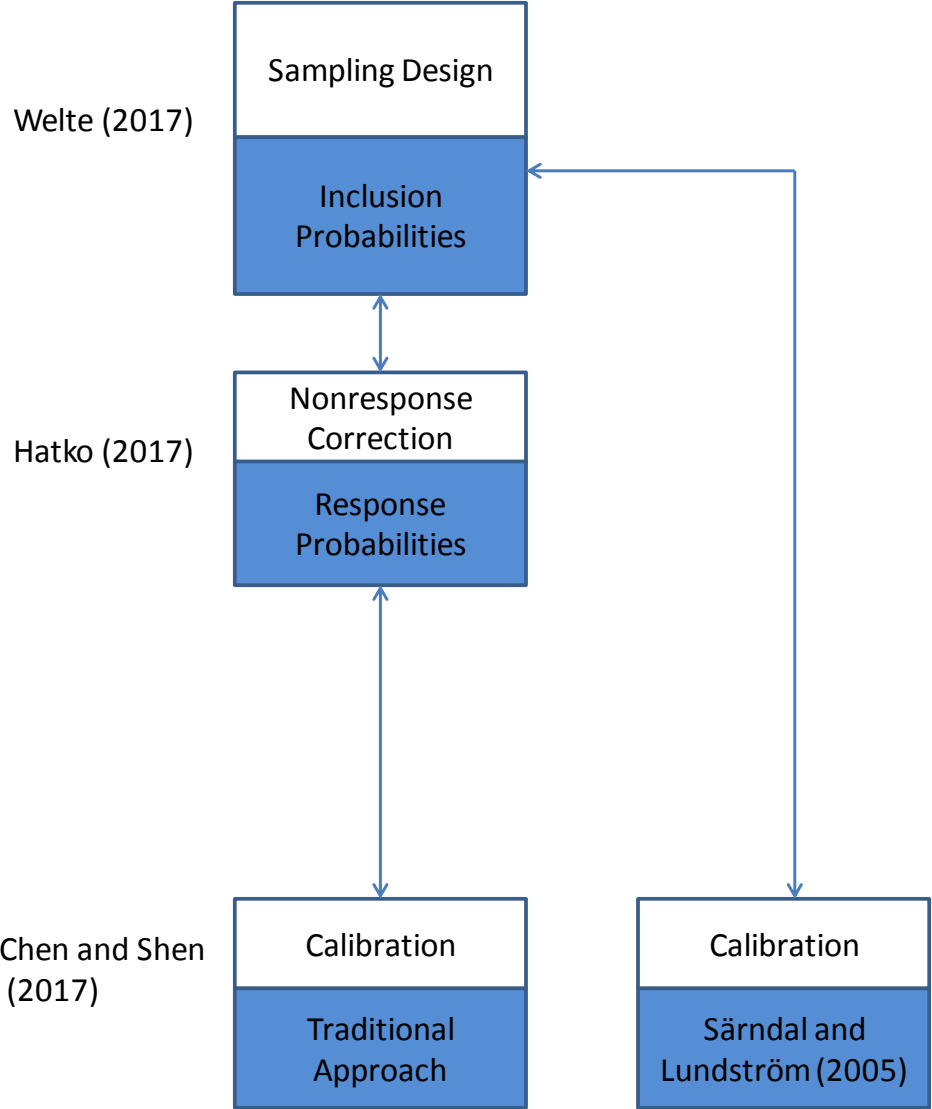 Sampling Design
Welte (2017)
Inclusion
Probabilities
Nonresponse
Correction
Hatko (2017)
Response
Probabilities
Chen and Shen
(2017)
Calibration
Traditional
Approach
Calibration
Särndal and
Lundström (2005)